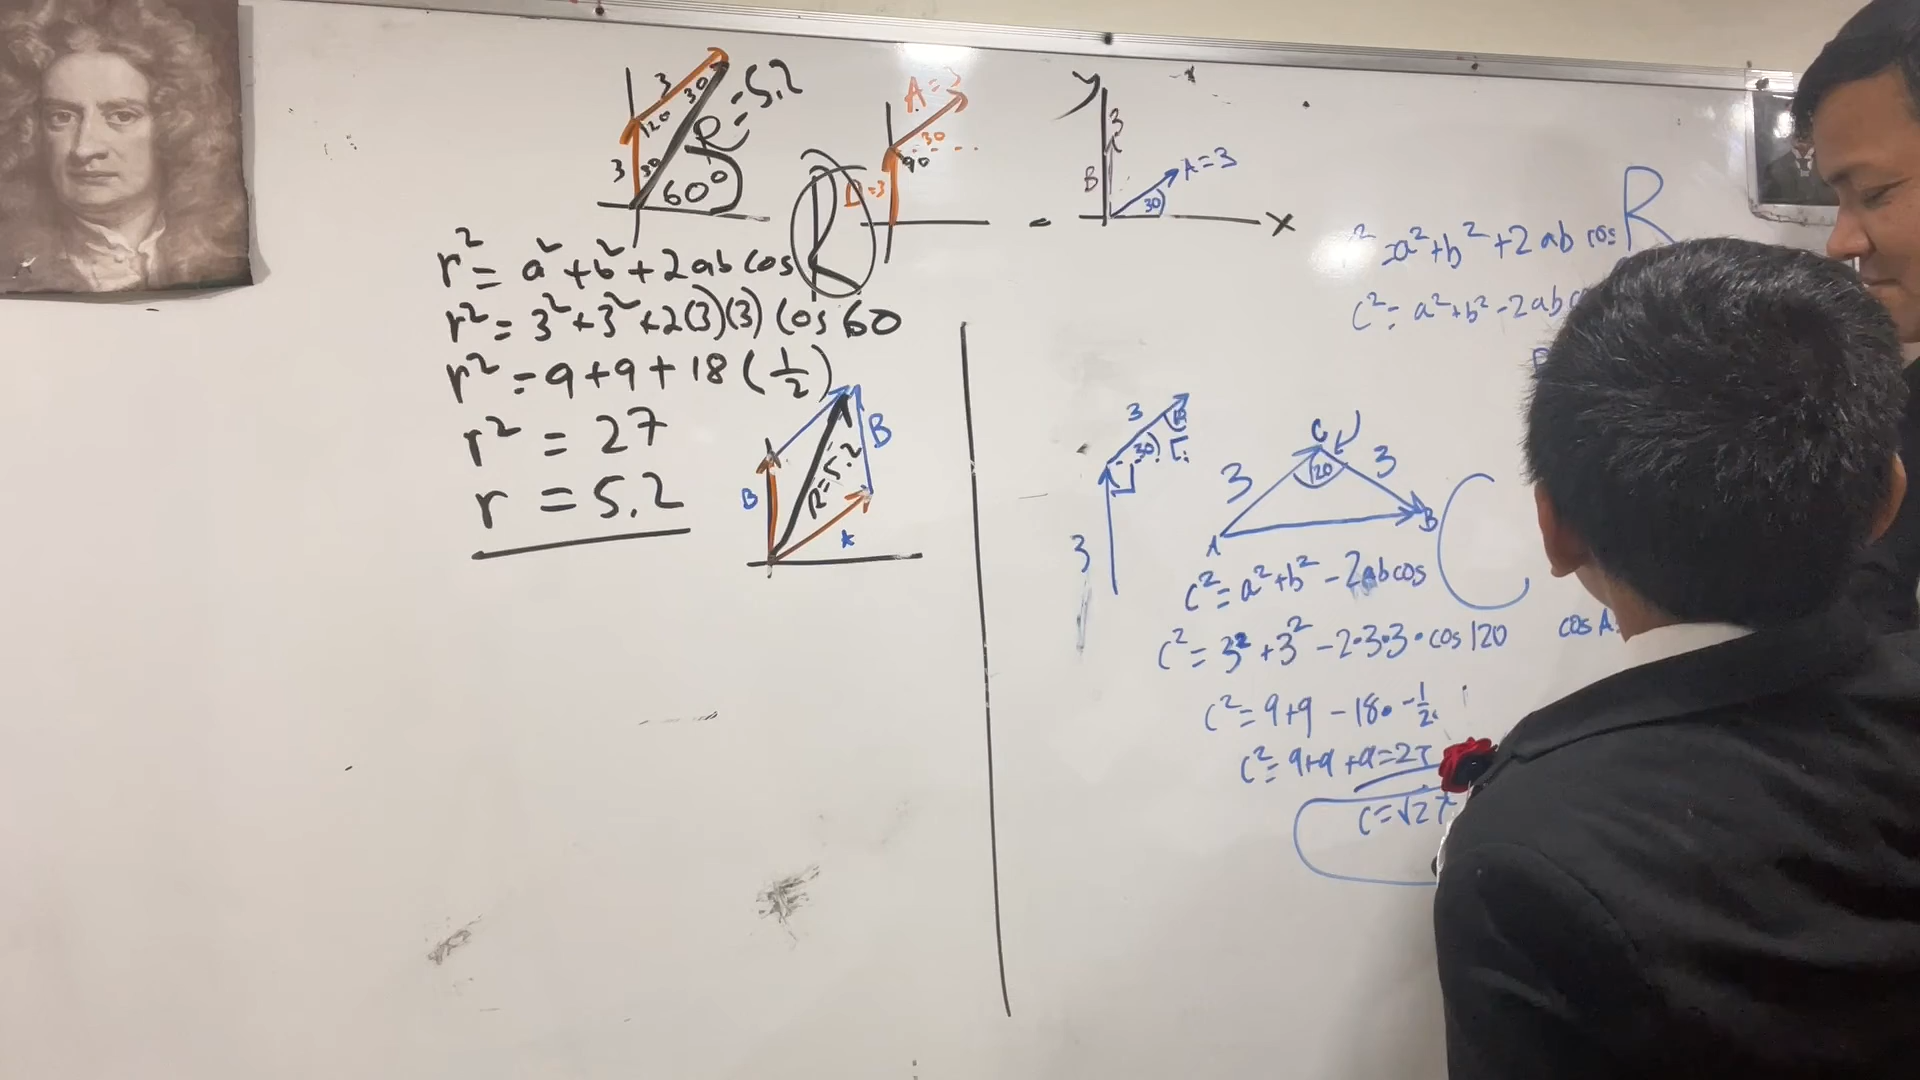 3
30
R=5.2
120
3
30
60°
A=3
30
90
B=3
y
3
B
A=3
30
x
r² = a² + b² + 2ab cos R
r² = 3² + 3² + 2(3)(3) cos 60
r² = 9 + 9 + 18 (1/2)
r² = 27
r = 5.2
B
B
R=5.2
A
² = a² + b² + 2ab cos R
c² = a² + b² - 2ab
3
30
3
C
3
120
3
A
B
c² = a² + b² - 2ab cos C
c² = 3² + 3² - 2·3·3·cos 120
cos A
c² = 9+9 - 18·-1/2
c² = 9+9+9=27
c=√27